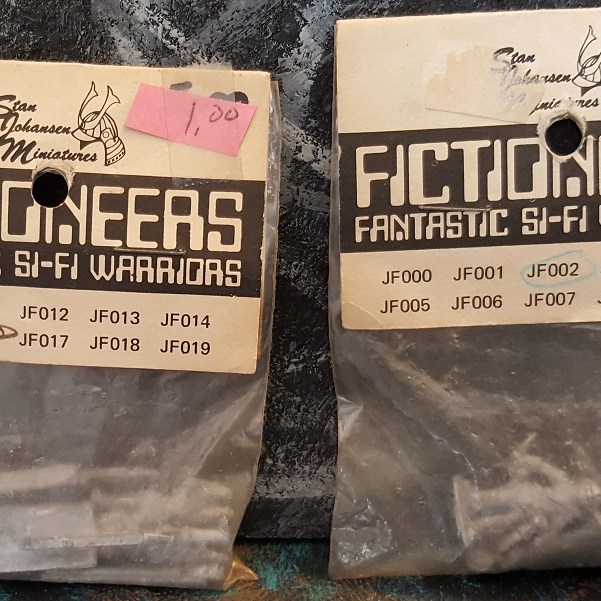 Stan
Johansen
Miniatures
1.00
ONEERS
SI-FI WARRIORS
JF012 JF013 JF014
JF017 JF018 JF019
Stan
Johansen
Miniatures
FICTION
FANTASTIC SI-FI
JF000 JF001 JF002
JF005 JF006 JF007